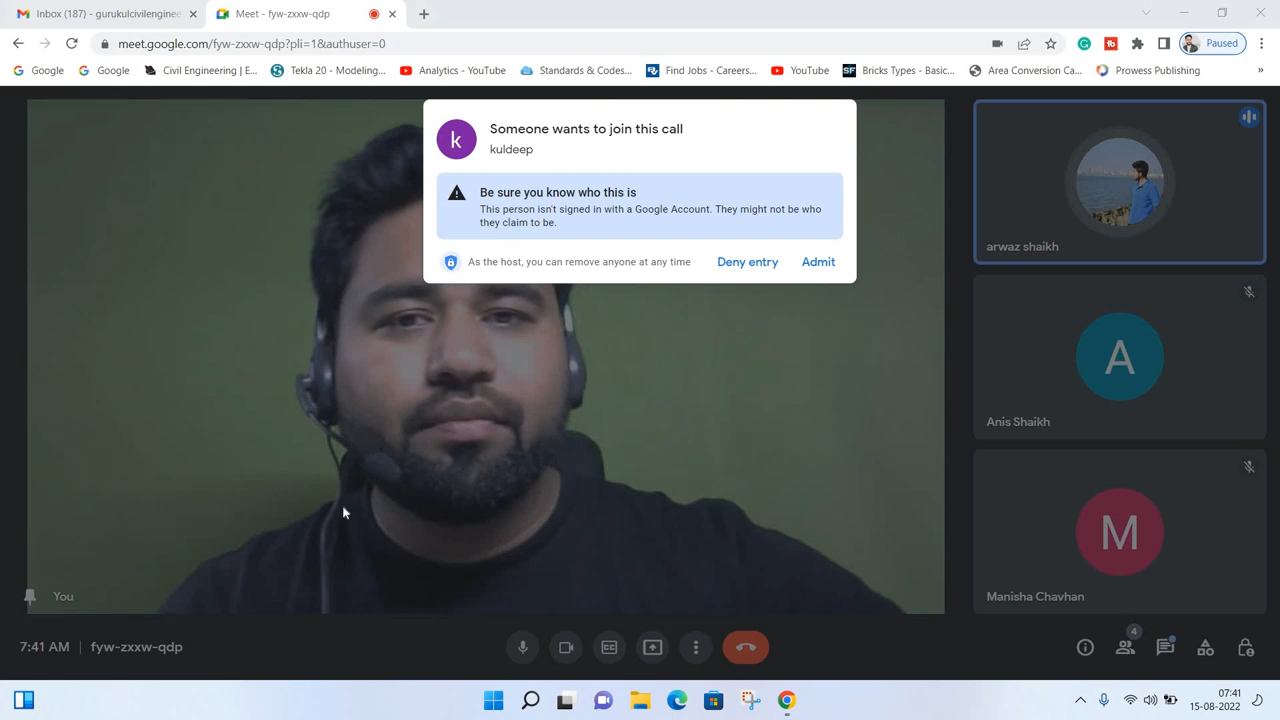 Inbox (187) - gurukulcivilenginee
Meet - fyw-zxxw-qdp
meet.google.com/fyw-zxxw-qdp?pli=1&authuser=0
Paused
Google
Google
Civil Engineering | E...
Tekla 20 - Modeling...
Analytics - YouTube
Standards & Codes...
Find Jobs - Careers...
YouTube
SF
Bricks Types - Basic...
Area Conversion Ca...
Prowess Publishing
»
k
Someone wants to join this call
kuldeep
Be sure you know who this is
This person isn't signed in with a Google Account. They might not be who
they claim to be.
As the host, you can remove anyone at any time
Deny entry
Admit
arwaz shaikh
A
Anis Shaikh
M
Manisha Chavhan
You
7:41 AM | fyw-zxxw-qdp
4
07:41
15-08-2022